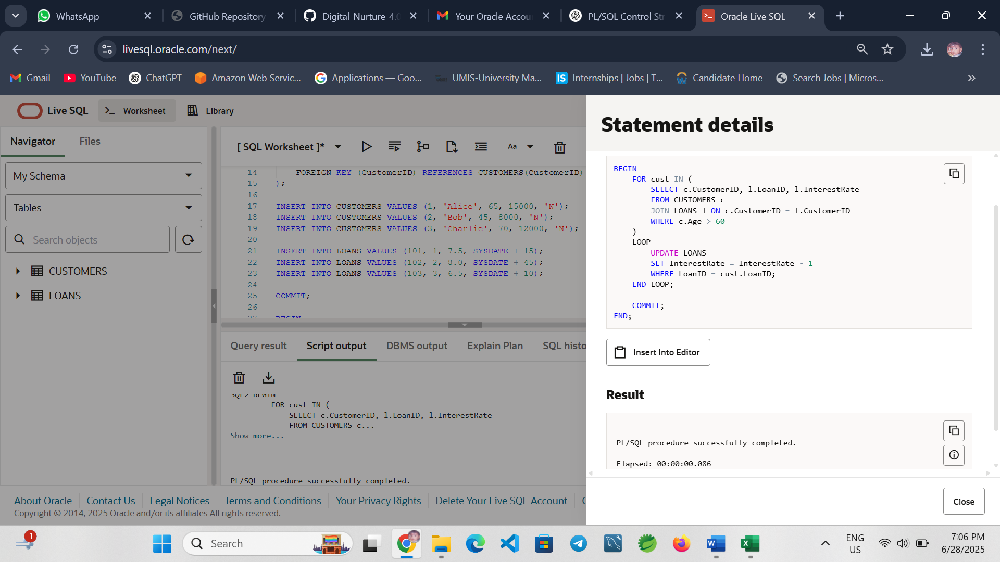 WhatsApp
GitHub Repository
Digital-Nurture-4.0
Your Oracle Accou
PL/SQL Control Str
Oracle Live SQL
livesql.oracle.com/next/
Gmail
YouTube
ChatGPT
Amazon Web Servic...
Applications — Goo...
UMIS-University Ma...
IS
Internships | Jobs | T...
Candidate Home
Search Jobs | Micros...
Live SQL
Worksheet
Library
Navigator
Files
My Schema
Tables
Search objects
CUSTOMERS
LOANS
[ SQL Worksheet ]*
Aa
14 FOREIGN KEY (CustomerID) REFERENCES CUSTOMERS(CustomerID)
15 );
16
17 INSERT INTO CUSTOMERS VALUES (1, 'Alice', 65, 15000, 'N');
18 INSERT INTO CUSTOMERS VALUES (2, 'Bob', 45, 8000, 'N');
19 INSERT INTO CUSTOMERS VALUES (3, 'Charlie', 70, 12000, 'N');
20
21 INSERT INTO LOANS VALUES (101, 1, 7.5, SYSDATE + 15);
22 INSERT INTO LOANS VALUES (102, 2, 8.0, SYSDATE + 45);
23 INSERT INTO LOANS VALUES (103, 3, 6.5, SYSDATE + 10);
24
25 COMMIT;
26
27 BEGIN
Query result
Script output
DBMS output
Explain Plan
SQL histo
SQL> BEGIN
FOR cust IN (
SELECT c.CustomerID, l.LoanID, l.InterestRate
FROM CUSTOMERS c...
Show more...
PL/SQL procedure successfully completed.
Statement details
BEGIN
FOR cust IN (
SELECT c.CustomerID, l.LoanID, l.InterestRate
FROM CUSTOMERS c
JOIN LOANS l ON c.CustomerID = l.CustomerID
WHERE c.Age > 60
)
LOOP
UPDATE LOANS
SET InterestRate = InterestRate - 1
WHERE LoanID = cust.LoanID;
END LOOP;
COMMIT;
END;
Insert Into Editor
Result
PL/SQL procedure successfully completed.
Elapsed: 00:00:00.086
Close
About Oracle
Contact Us
Legal Notices
Terms and Conditions
Your Privacy Rights
Delete Your Live SQL Account
C
Copyright © 2014, 2025 Oracle and/or its affiliates All rights reserved.
1
Search
ENG
US
7:06 PM
6/28/2025